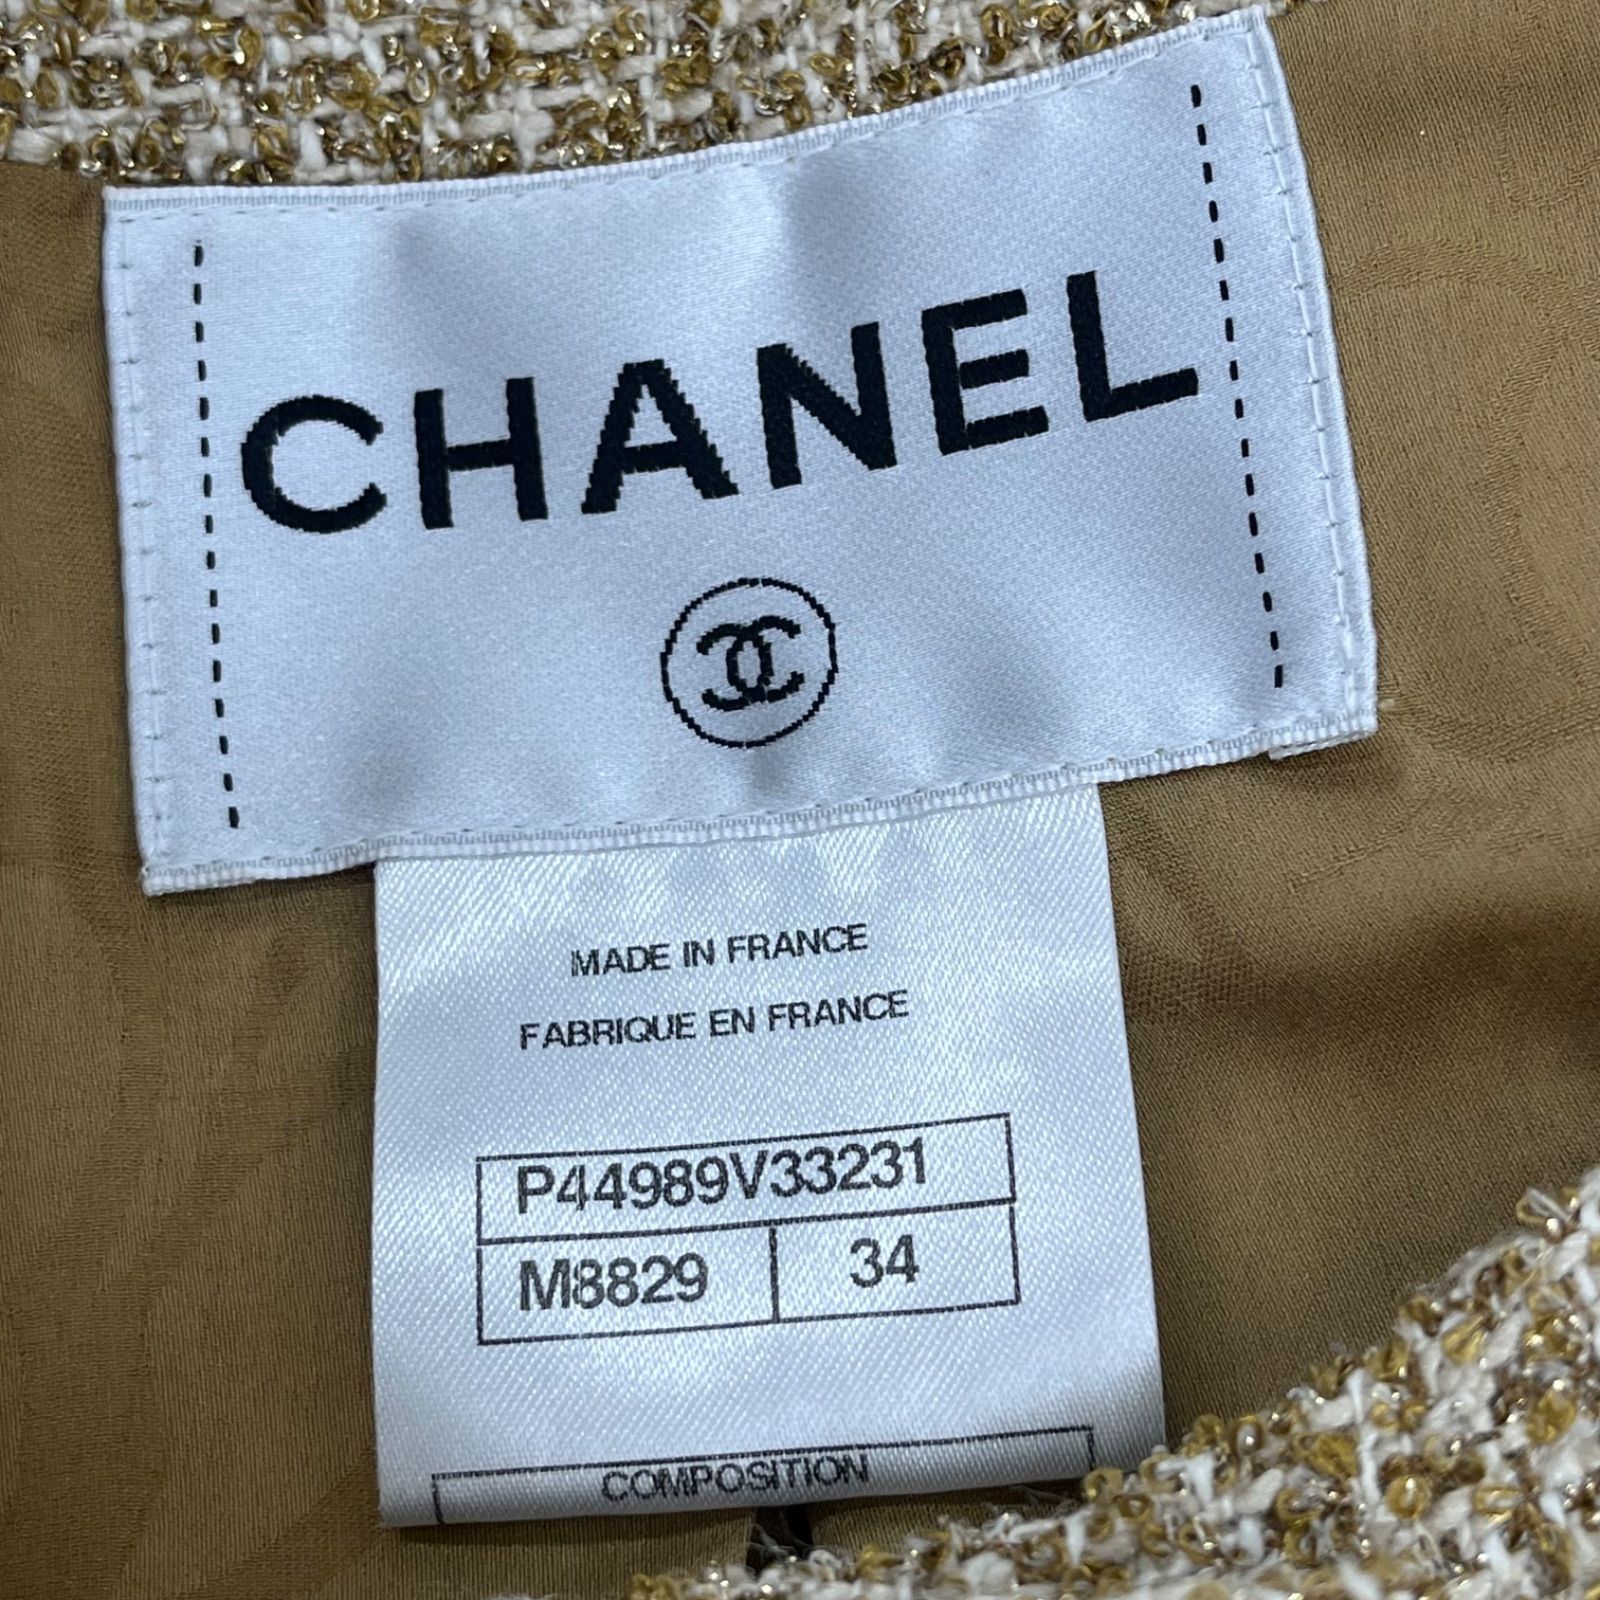 CHANEL
MADE IN FRANCE
FABRIQUE EN FRANCE
P44989V33231
M8829 34
COMPOSITION